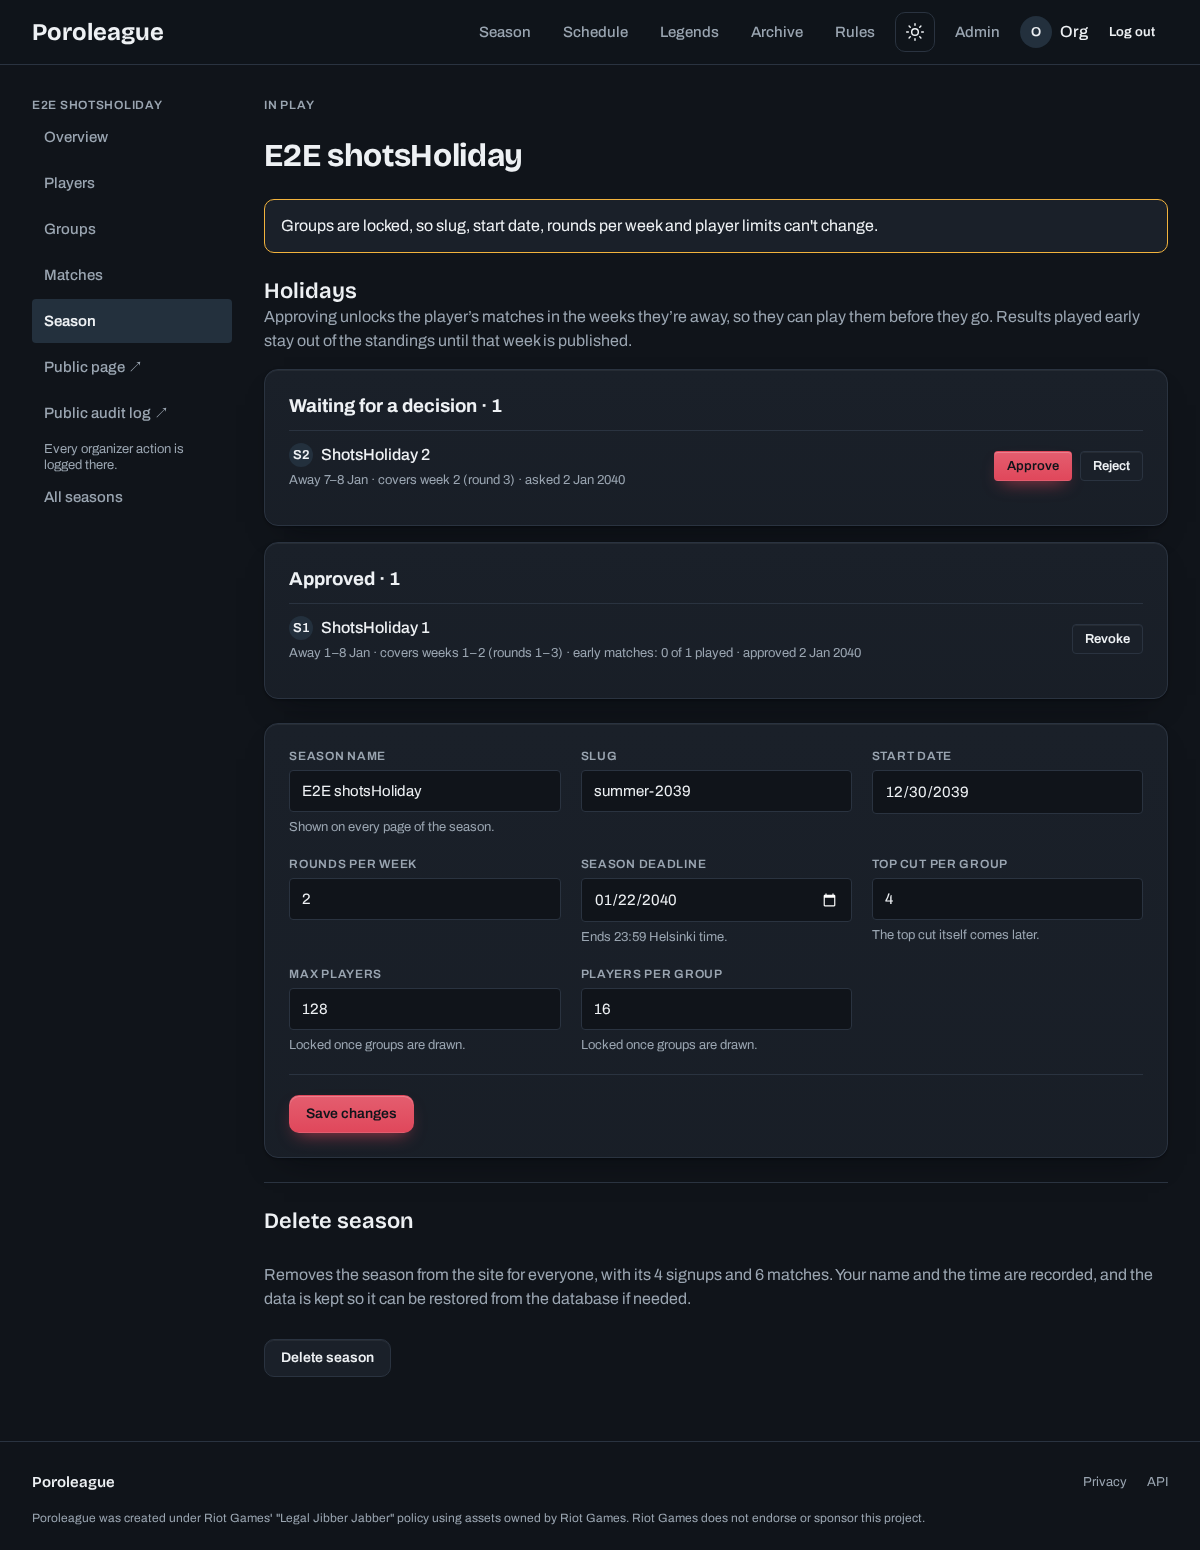 Poroleague
Season
Schedule
Legends
Archive
Rules
Admin
O
Org
Log out
E2E SHOTSHOLIDAY
Overview
Players
Groups
Matches
Season
Public page ↗
Public audit log ↗
Every organizer action is
logged there.
All seasons
IN PLAY
E2E shotsHoliday
Groups are locked, so slug, start date, rounds per week and player limits can't change.
Holidays
Approving unlocks the player’s matches in the weeks they’re away, so they can play them before they go. Results played early
stay out of the standings until that week is published.
Waiting for a decision · 1
S2 ShotsHoliday 2
Away 7–8 Jan · covers week 2 (round 3) · asked 2 Jan 2040
Approve
Reject
Approved · 1
S1 ShotsHoliday 1
Away 1–8 Jan · covers weeks 1–2 (rounds 1–3) · early matches: 0 of 1 played · approved 2 Jan 2040
Revoke
SEASON NAME
E2E shotsHoliday
Shown on every page of the season.
SLUG
summer-2039
START DATE
12/30/2039
ROUNDS PER WEEK
2
SEASON DEADLINE
01/22/2040
Ends 23:59 Helsinki time.
TOP CUT PER GROUP
4
The top cut itself comes later.
MAX PLAYERS
128
Locked once groups are drawn.
PLAYERS PER GROUP
16
Locked once groups are drawn.
Save changes
Delete season
Removes the season from the site for everyone, with its 4 signups and 6 matches. Your name and the time are recorded, and the
data is kept so it can be restored from the database if needed.
Delete season
Poroleague
Privacy
API
Poroleague was created under Riot Games' "Legal Jibber Jabber" policy using assets owned by Riot Games. Riot Games does not endorse or sponsor this project.